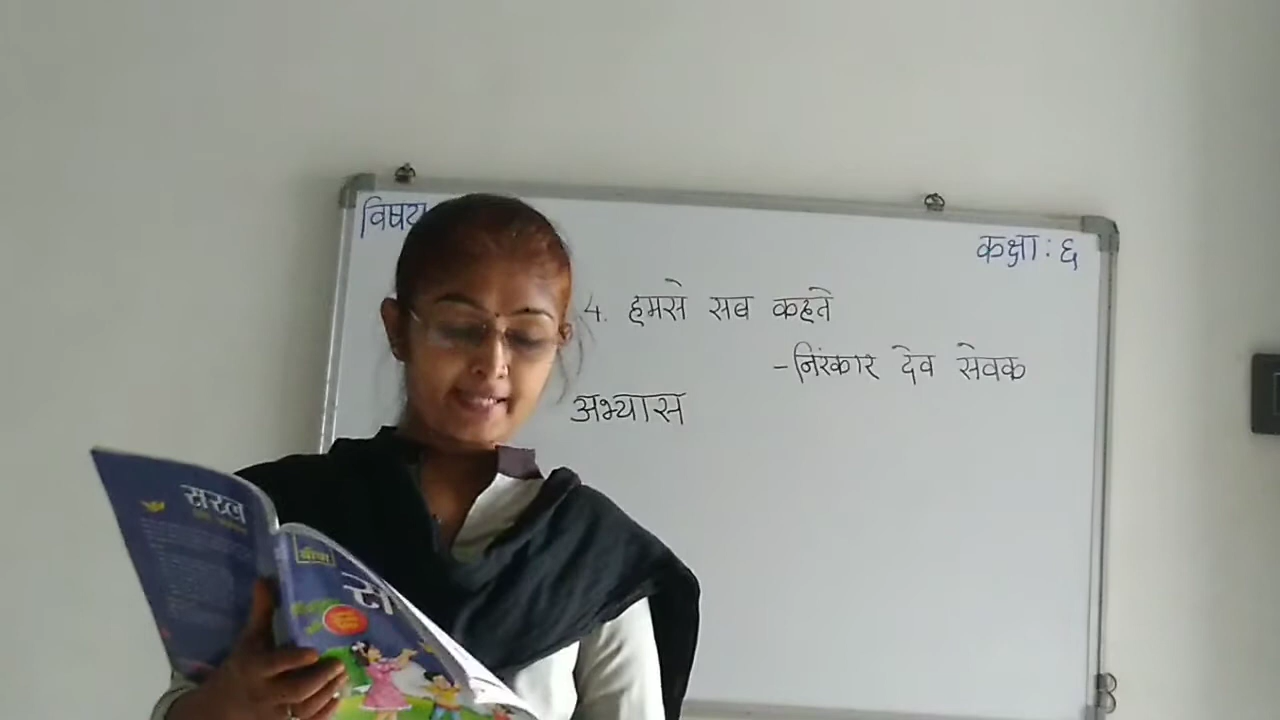 विषय
कक्षा : ६
4. हमसे सब कहते
- निरंकार देव सेवक
अभ्यास
सरल
वीवा
स